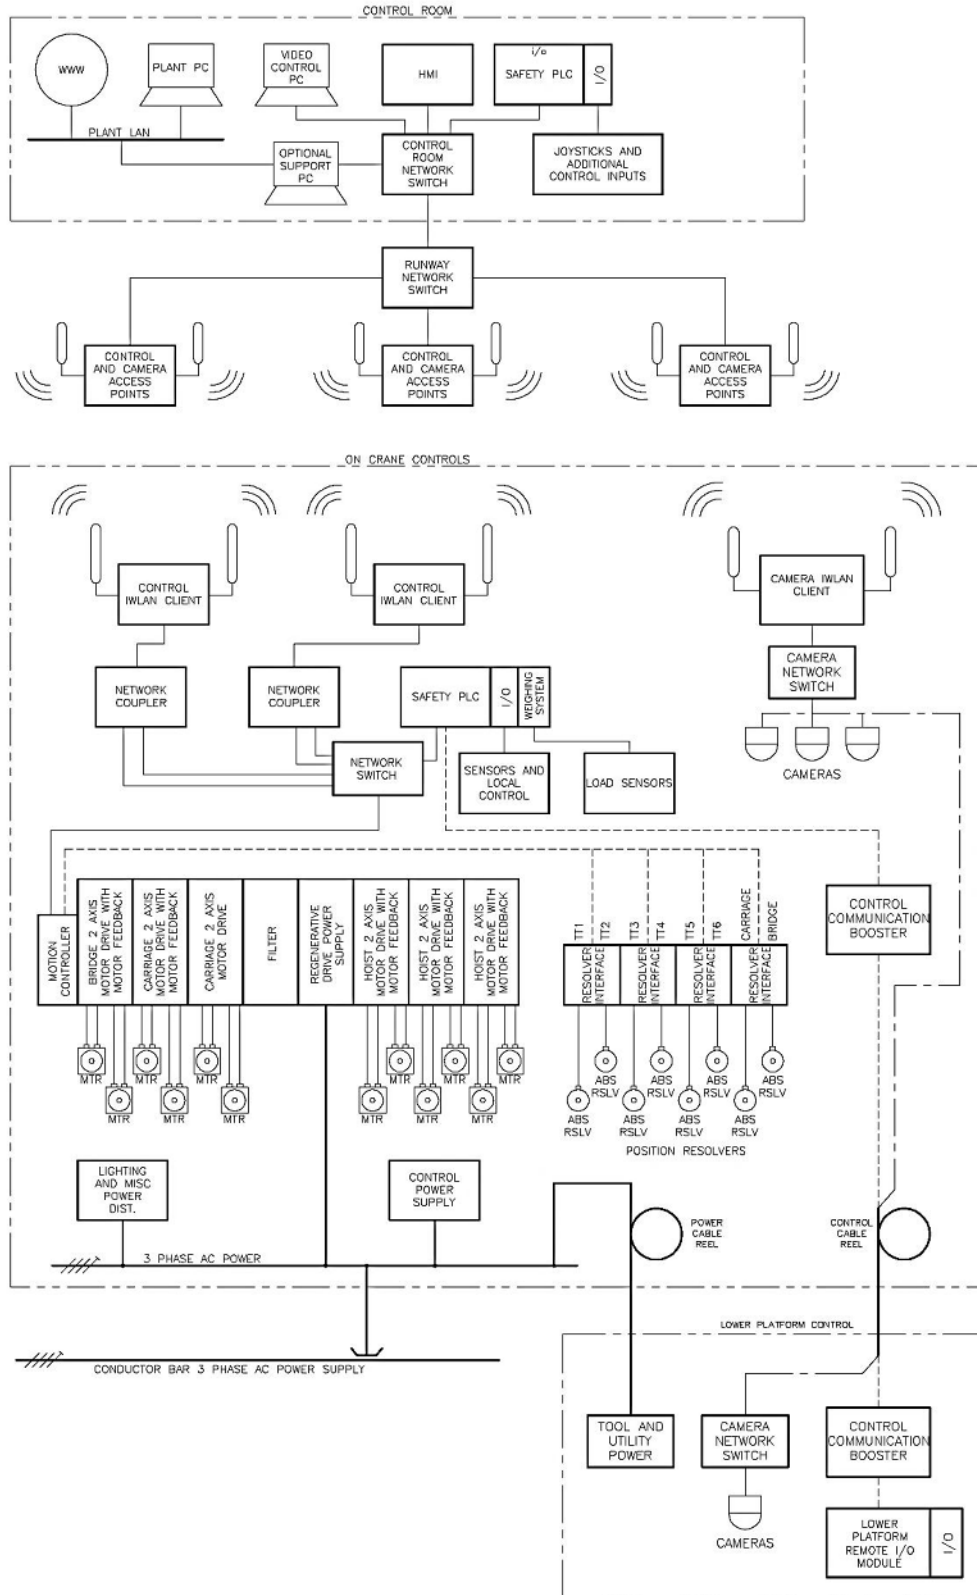 CONTROL ROOM
WWW
PLANT PC
VIDEO
CONTROL
PC
HMI
i/o
SAFETY PLC
I/O
PLANT LAN
OPTIONAL
SUPPORT
PC
CONTROL
ROOM
NETWORK
SWITCH
JOYSTICKS AND
ADDITIONAL
CONTROL INPUTS
RUNWAY
NETWORK
SWITCH
CONTROL
AND CAMERA
ACCESS
POINTS
CONTROL
AND CAMERA
ACCESS
POINTS
CONTROL
AND CAMERA
ACCESS
POINTS
ON CRANE CONTROLS
CONTROL
IWLAN CLIENT
CONTROL
IWLAN CLIENT
CAMERA IWLAN
CLIENT
NETWORK
COUPLER
NETWORK
COUPLER
SAFETY PLC
I/O
WEIGHING
SYSTEM
CAMERA
NETWORK
SWITCH
NETWORK
SWITCH
SENSORS AND
LOCAL
CONTROL
LOAD SENSORS
CAMERAS
MOTION
CONTROLLER
BRIDGE 2 AXIS
MOTOR DRIVE WITH
MOTOR FEEDBACK
CARRIAGE 2 AXIS
MOTOR DRIVE WITH
MOTOR FEEDBACK
CARRIAGE 2 AXIS
MOTOR DRIVE
FILTER
REGENERATIVE
DRIVE POWER
SUPPLY
HOIST 2 AXIS
MOTOR DRIVE WITH
MOTOR FEEDBACK
HOIST 2 AXIS
MOTOR DRIVE WITH
MOTOR FEEDBACK
HOIST 2 AXIS
MOTOR DRIVE WITH
MOTOR FEEDBACK
TT1
TT2
TT3
TT4
TT5
TT6
CARRIAGE
BRIDGE
RESOLVER
INTERFACE
RESOLVER
INTERFACE
RESOLVER
INTERFACE
RESOLVER
INTERFACE
CONTROL
COMMUNICATION
BOOSTER
MTR
MTR
MTR
MTR
MTR
MTR
MTR
MTR
MTR
MTR
MTR
MTR
ABS
RSLV
ABS
RSLV
ABS
RSLV
ABS
RSLV
ABS
RSLV
ABS
RSLV
ABS
RSLV
ABS
RSLV
POSITION RESOLVERS
LIGHTING
AND MISC
POWER
DIST.
CONTROL
POWER
SUPPLY
POWER
CABLE
REEL
CONTROL
CABLE
REEL
3 PHASE AC POWER
LOWER PLATFORM CONTROL
CONDUCTOR BAR 3 PHASE AC POWER SUPPLY
TOOL AND
UTILITY
POWER
CAMERA
NETWORK
SWITCH
CONTROL
COMMUNICATION
BOOSTER
CAMERAS
LOWER
PLATFORM
REMOTE I/O
MODULE
I/O